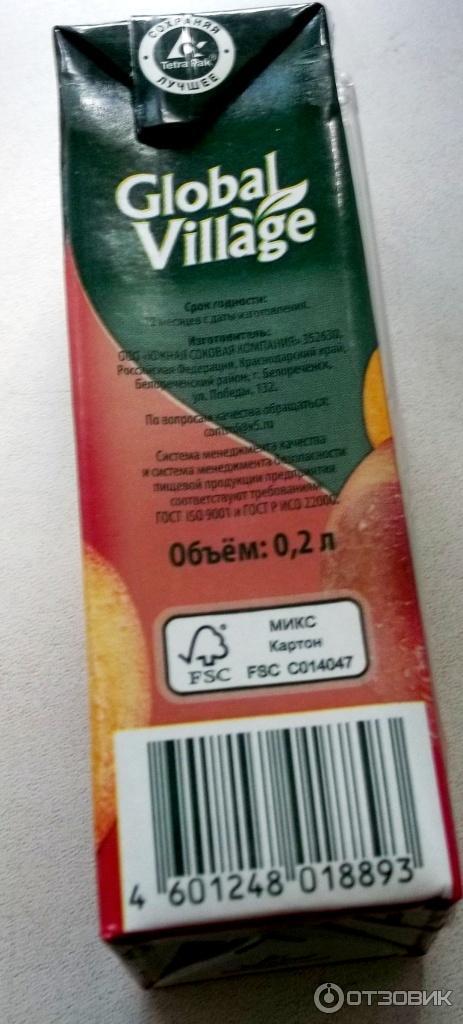 СОХРАНЯЯ
Tetra Pak®
ЛУЧШЕЕ
Global
Village
Срок годности:
12 месяцев с даты изготовления.
Изготовитель:
ООО «ЮЖНАЯ СОКОВАЯ КОМПАНИЯ» 352630,
Российская Федерация, Краснодарский край,
Белореченский район, г. Белореченск,
ул. Победы, 132.
По вопросам качества обращаться:
control@x5.ru
Система менеджмента качества
и система менеджмента безопасности
пищевой продукции предприятия
соответствуют требованиям
ГОСТ ISO 9001 и ГОСТ Р ИСО 22000.
Объём: 0,2 л
FSC
МИКС
Картон
FSC C014047
4 601248 018893
ОТЗОВИК